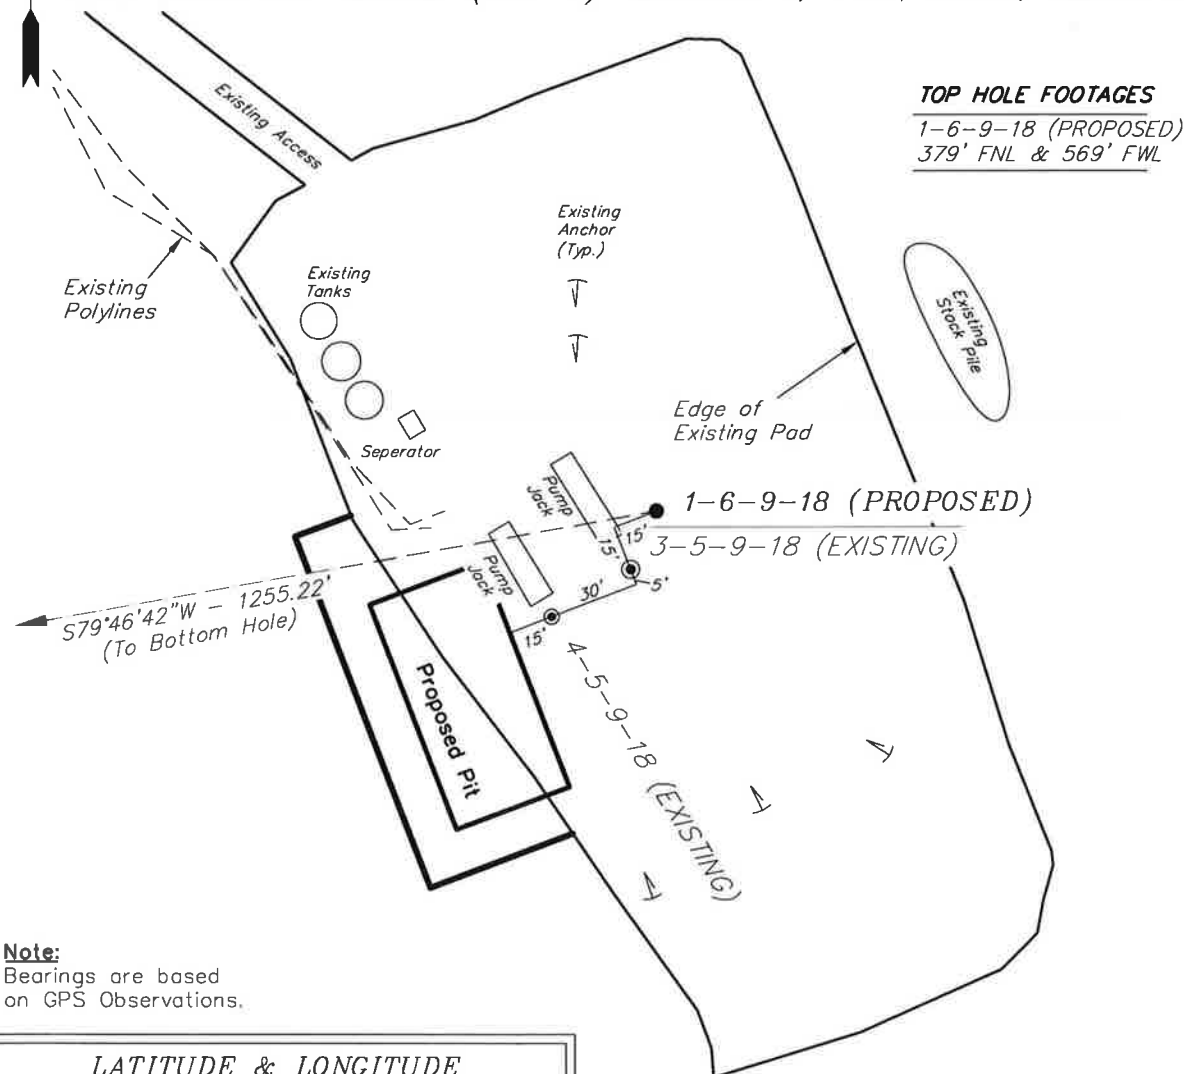 TOP HOLE FOOTAGES
1-6-9-18 (PROPOSED)
379' FNL & 569' FWL
Existing Access
Existing
Anchor
(Typ.)
Existing
Polylines
Existing
Tanks
Existing
Stock Pile
Edge of
Existing Pad
Seperator
Pump
Jack
1-6-9-18 (PROPOSED)
15'
15'
3-5-9-18 (EXISTING)
Pump
Jack
30'
5'
S79°46'42"W - 1255.22'
(To Bottom Hole)
15'
4-5-9-18 (EXISTING)
Proposed Pit
Note:
Bearings are based
on GPS Observations.
LATITUDE & LONGITUDE